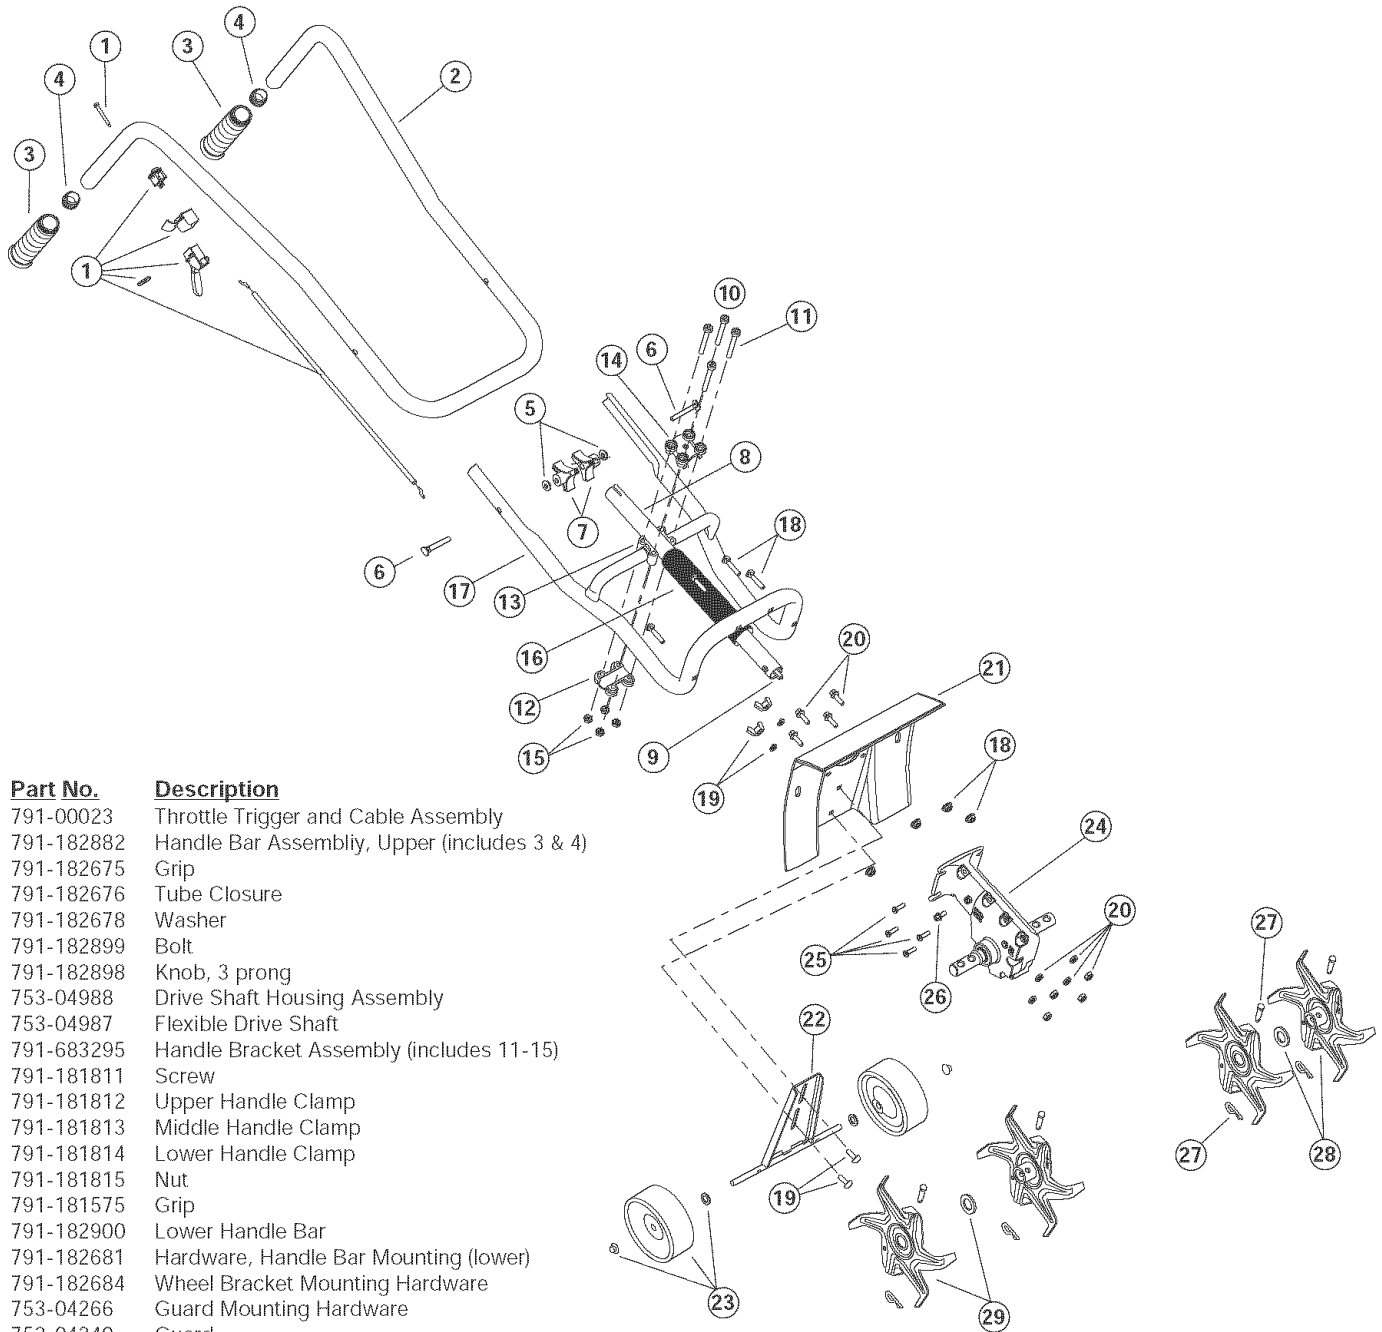 4
1
3
4
2
3
1
10
11
6
14
5
8
7
18
6
17
13
16
20
21
12
15
9
19
18
24
20
27
25
26
22
27
28
19
23
29
Part No. Description
791-00023 Throttle Trigger and Cable Assembly
791-182882 Handle Bar Assembliy, Upper (includes 3 & 4)
791-182675 Grip
791-182676 Tube Closure
791-182678 Washer
791-182899 Bolt
791-182898 Knob, 3 prong
753-04988 Drive Shaft Housing Assembly
753-04987 Flexible Drive Shaft
791-683295 Handle Bracket Assembly (includes 11-15)
791-181811 Screw
791-181812 Upper Handle Clamp
791-181813 Middle Handle Clamp
791-181814 Lower Handle Clamp
791-181815 Nut
791-181575 Grip
791-182900 Lower Handle Bar
791-182681 Hardware, Handle Bar Mounting (lower)
791-182684 Wheel Bracket Mounting Hardware
753-04266 Guard Mounting Hardware